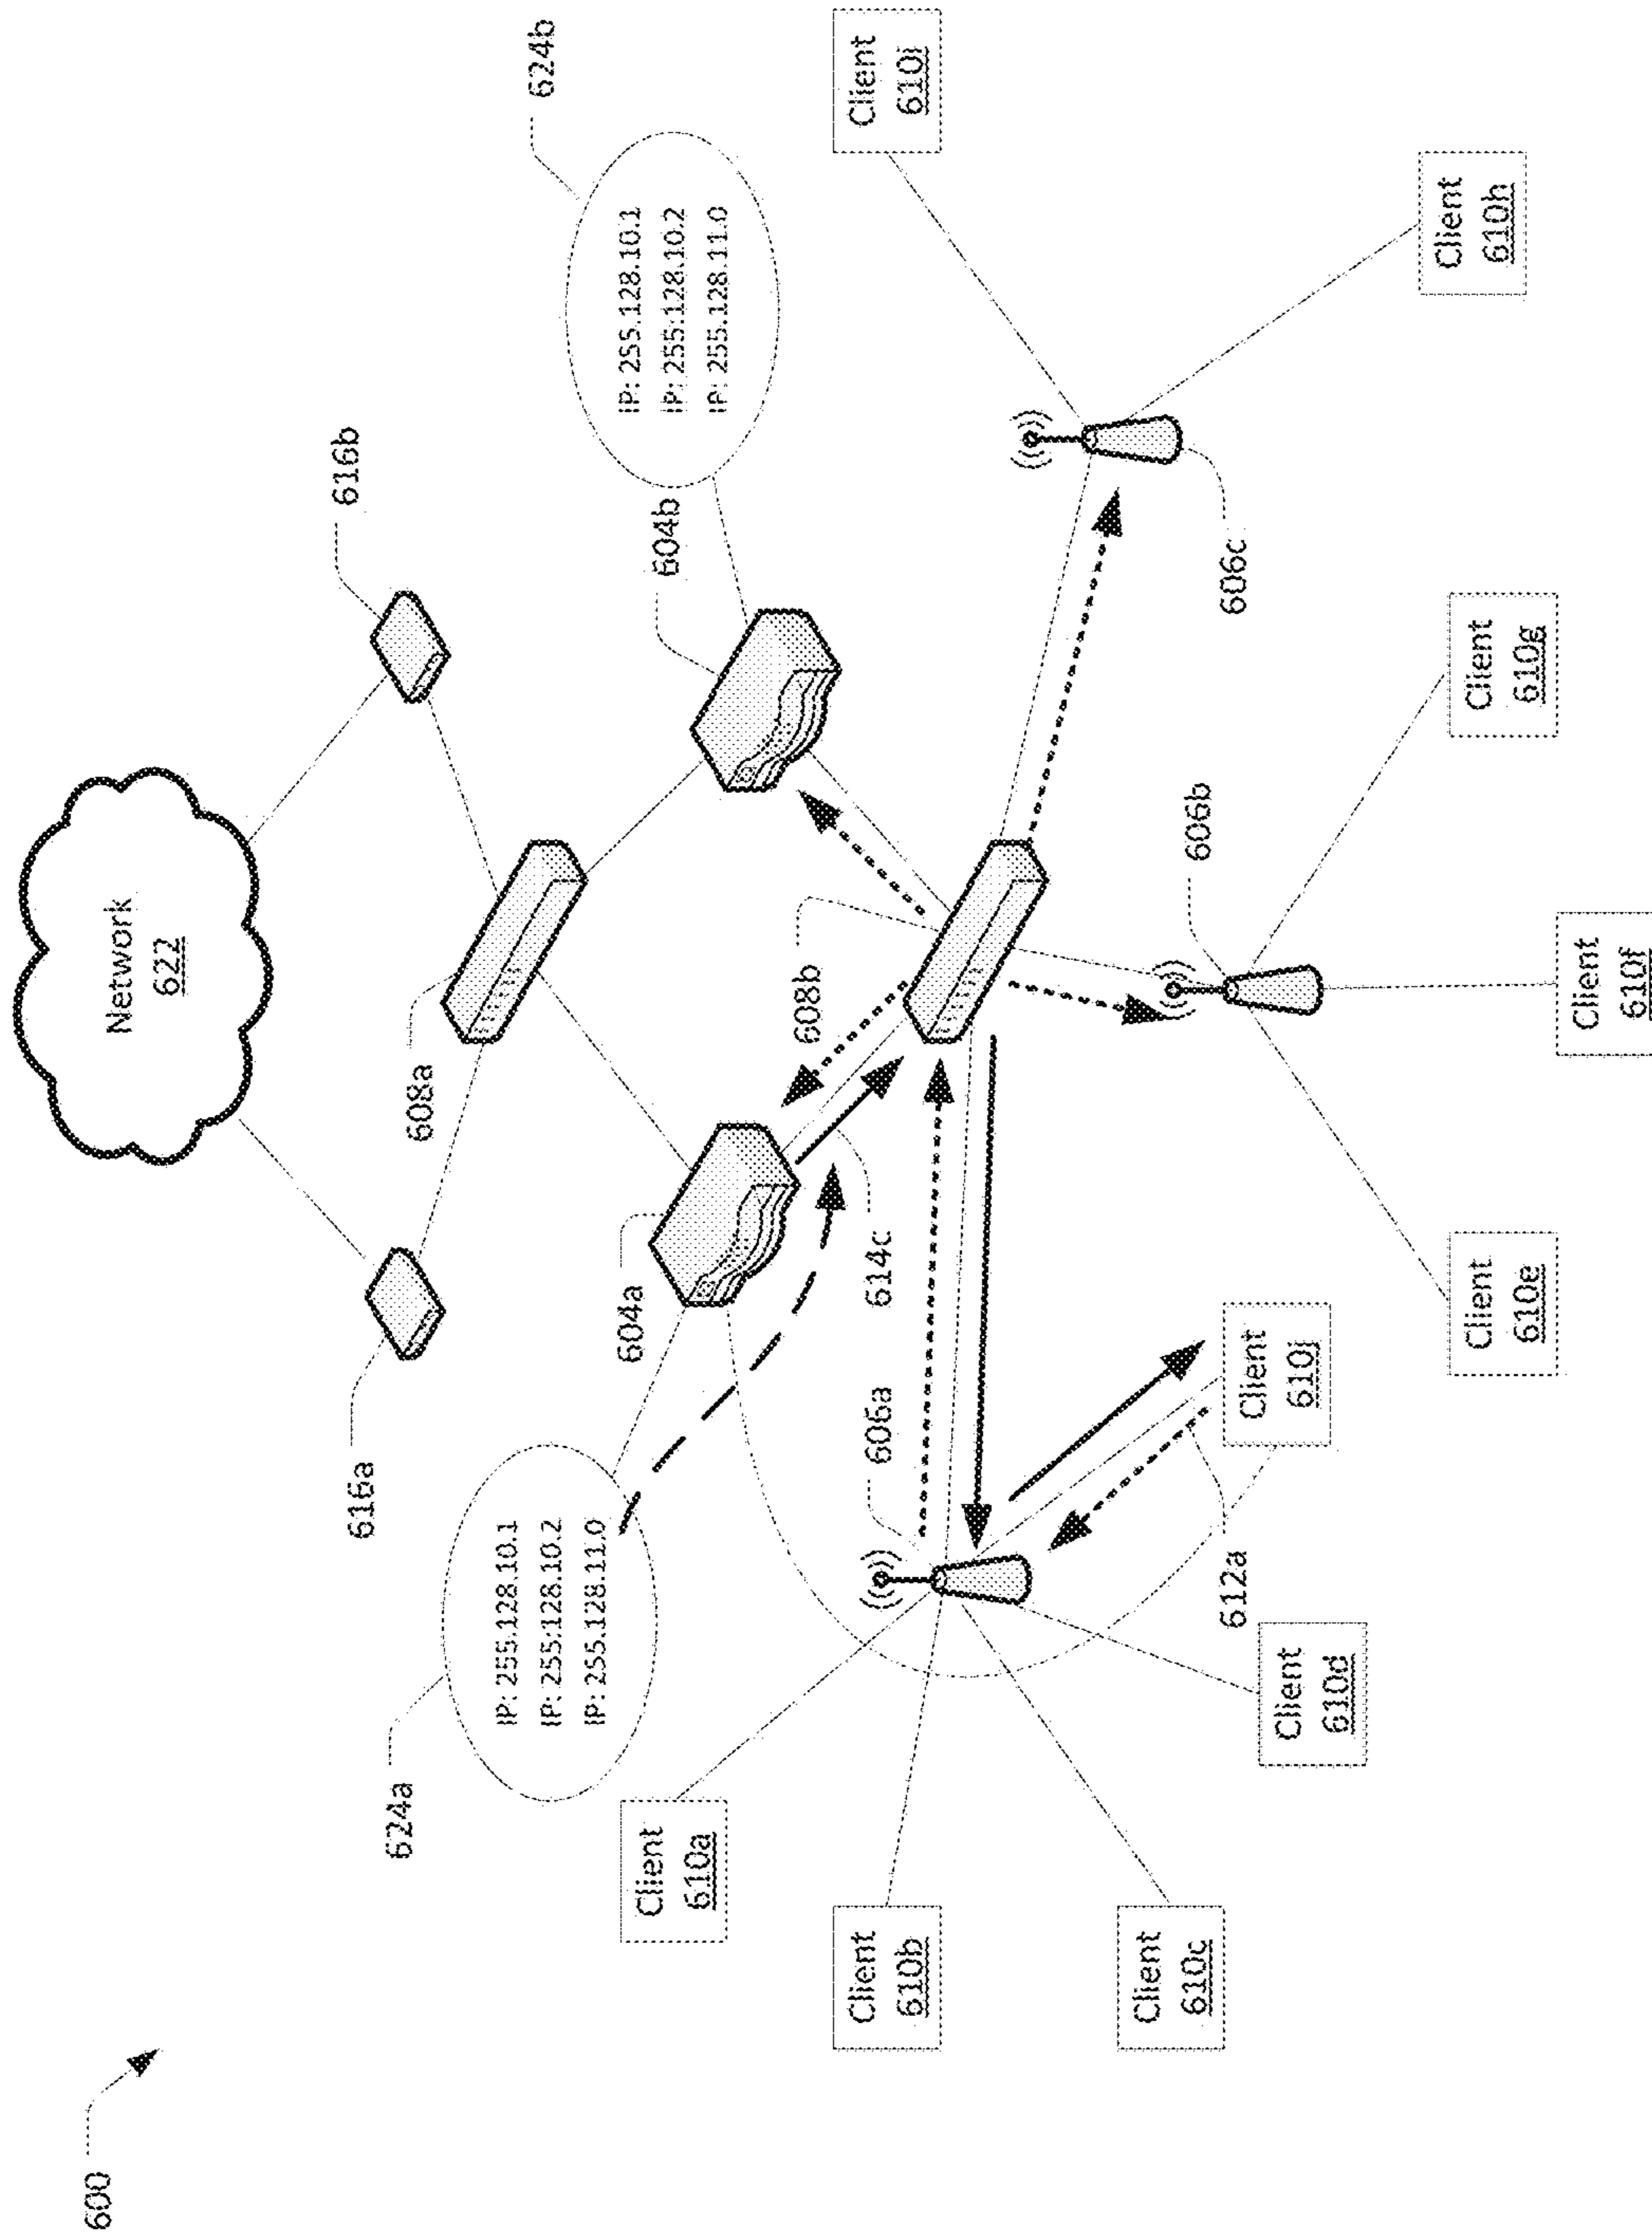 600
Network
622
616a
616b
624a
608a
624b
IP: 255.128.10.1
IP: 255:128.10.2
IP: 255.128.11.0
604a
604b
IP: 255.128.10.1
IP: 255:128.10.2
IP: 255.128.11.0
Client
610a
608b
614c
606a
Client
610b
Client
610i
Client
610c
606b
606c
612a
Client
610j
Client
610d
Client
610h
Client
610e
Client
610g
Client
610f